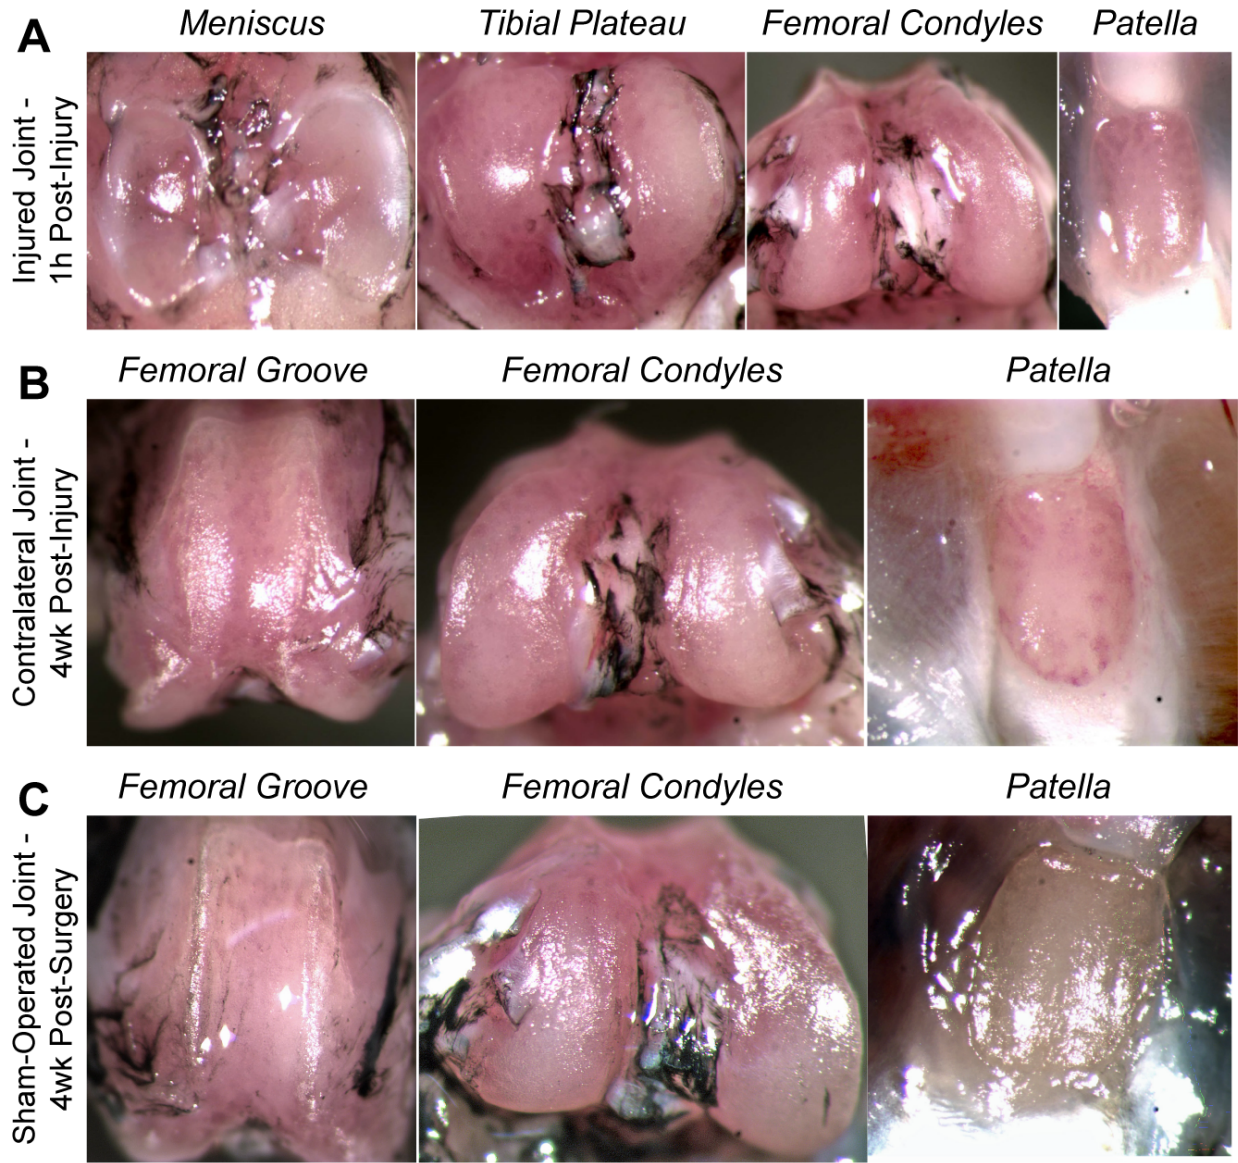 A
Meniscus
Tibial Plateau
Femoral Condyles
Patella
Injured Joint -
1h Post-Injury
B
Femoral Groove
Femoral Condyles
Patella
Contralateral Joint -
4wk Post-Injury
C
Femoral Groove
Femoral Condyles
Patella
Sham-Operated Joint -
4wk Post-Surgery